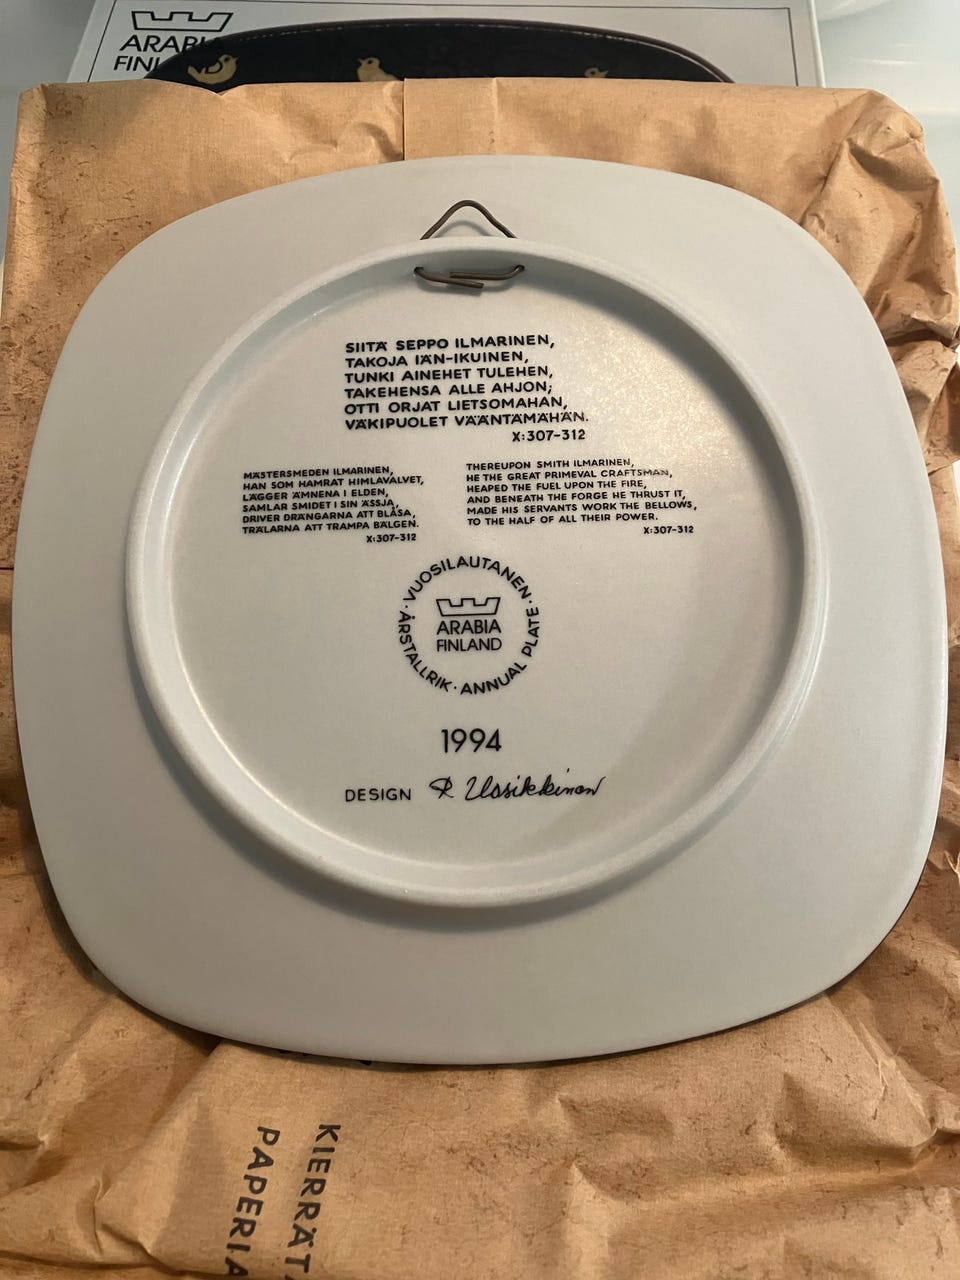 ARABIA
FINLAND
SIITÄ SEPPO ILMARINEN,
TAKOJA IÄN-IKUINEN,
TUNKI AINEHET TULEHEN,
TAKEHENSA ALLE AHJON;
OTTI ORJAT LIETSOMAHAN,
VÄKIPUOLET VÄÄNTÄMÄHÄN.
X:307-312
MÄSTERSMEDEN ILMARINEN,
HAN SOM HAMRAT HIMLAVALVET,
LÄGGER ÄMNENA I ELDEN,
SAMLAR SMIDET I SIN ÄSSJA,
DRIVER DRÄNGARNA ATT BLÅSA,
TRÄLARNA ATT TRAMPA BÄLGEN.
X:307-312
THEREUPON SMITH ILMARINEN,
HE THE GREAT PRIMEVAL CRAFTSMAN,
HEAPED THE FUEL UPON THE FIRE,
AND BENEATH THE FORGE HE THRUST IT,
MADE HIS SERVANTS WORK THE BELLOWS,
TO THE HALF OF ALL THEIR POWER.
X:307-312
VUOSILAUTANEN · ANNUAL PLATE · ÅRSTALLRIK ·
ARABIA
FINLAND
1994
DESIGN R Uosikkinen
KIERRÄT
PAPERIA